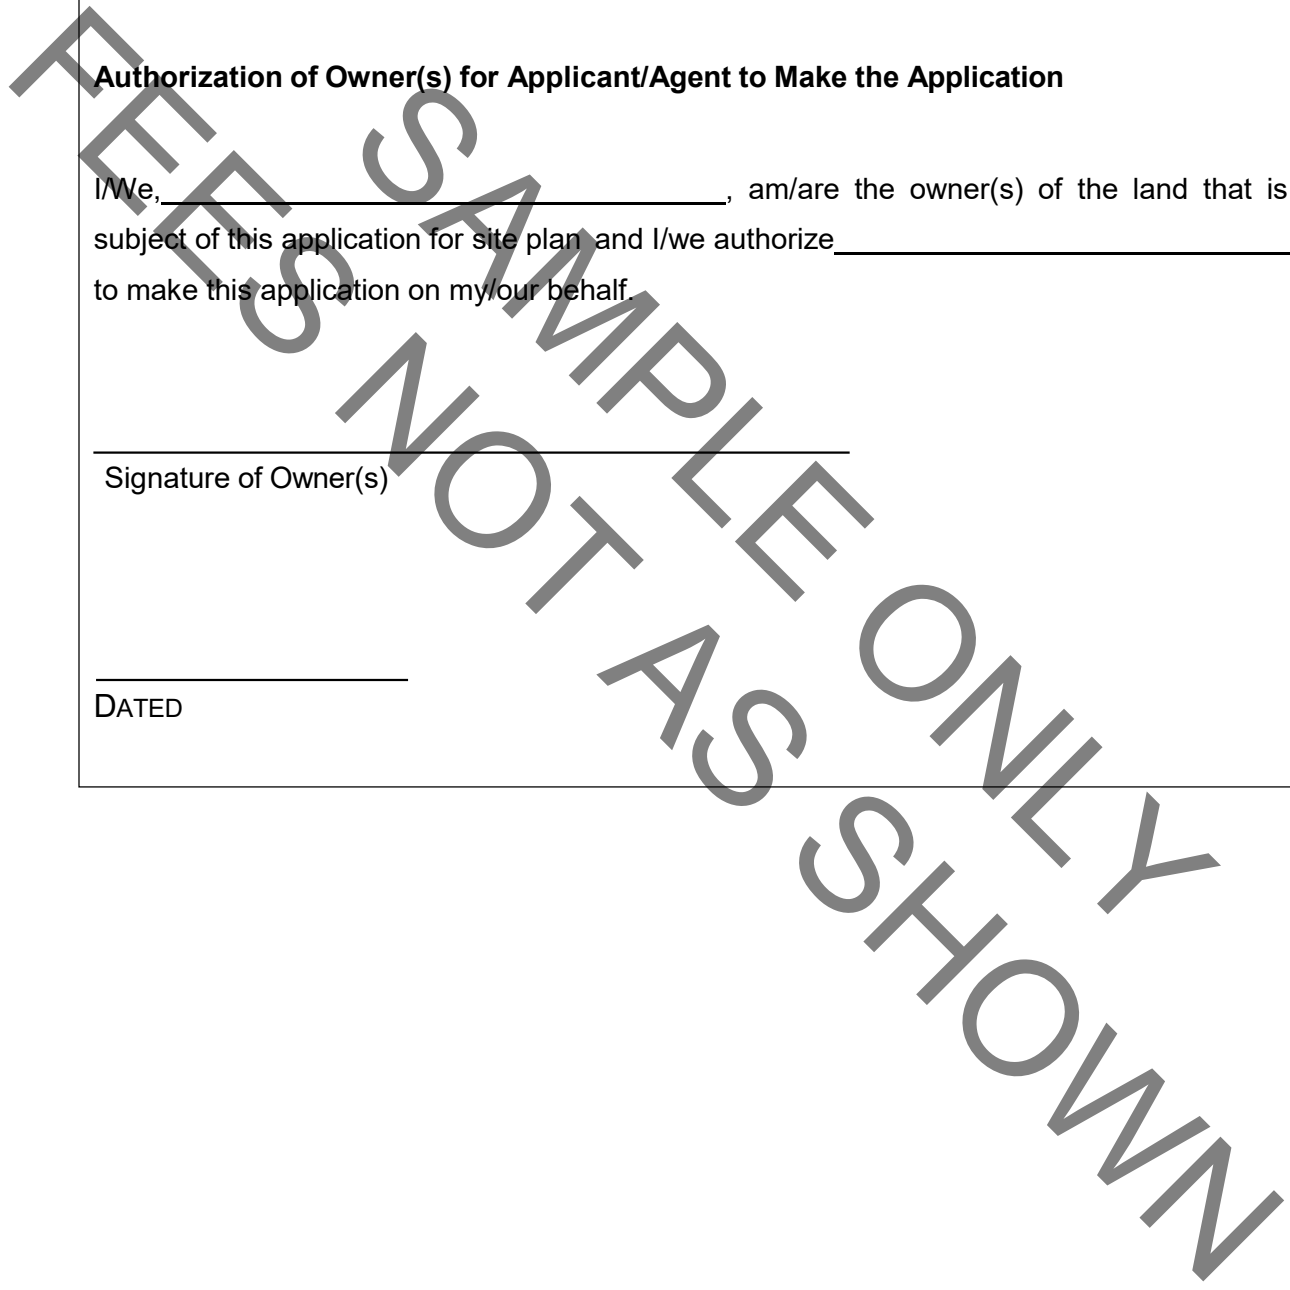 Authorization of Owner(s) for Applicant/Agent to Make the Application
I/We,____________________, am/are the owner(s) of the land that is
subject of this application for site plan and I/we authorize____________________
to make this application on my/our behalf.
Signature of Owner(s)
DATED
SAMPLE ONLY
FEES NOT AS SHOWN